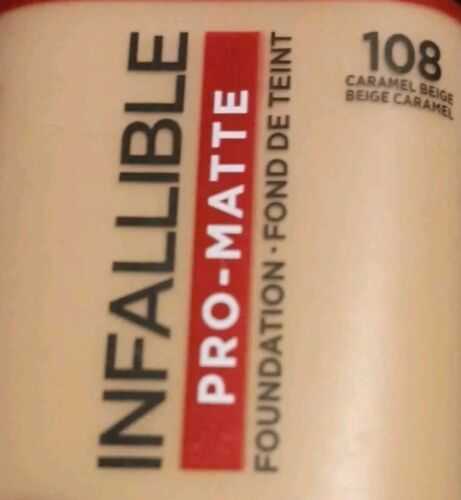 INFALLIBLE
PRO-MATTE
FOUNDATION · FOND DE TEINT
108
CARAMEL BEIGE
BEIGE CARAMEL